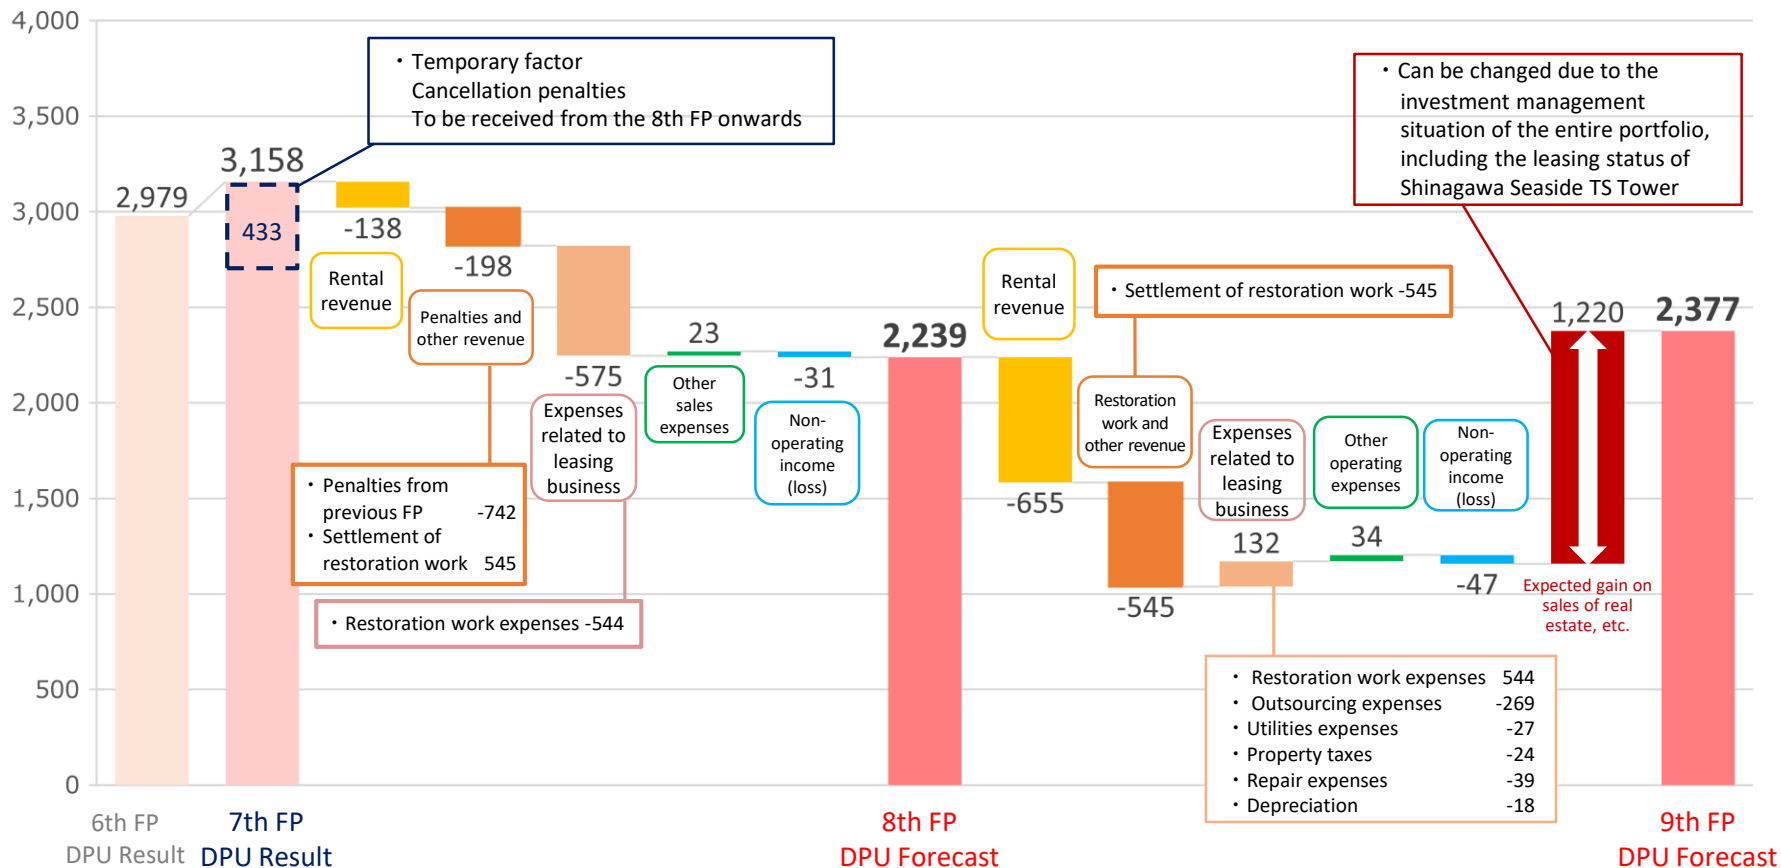 4,000
3,500
3,000
2,500
2,000
1,500
1,000
500
0
・Temporary factor
Cancellation penalties
To be received from the 8th FP onwards
・Can be changed due to the
investment management
situation of the entire portfolio,
including the leasing status of
Shinagawa Seaside TS Tower
2,979
3,158
433
-138
Rental
revenue
-198
Penalties and
other revenue
・Penalties from
previous FP -742
・Settlement of
restoration work 545
-575
Expenses
related to
leasing
business
・Restoration work expenses -544
23
Other
sales
expenses
-31
Non-
operating
income
(loss)
2,239
Rental
revenue
-655
・Settlement of restoration work -545
Restoration
work and
other revenue
-545
Expenses
related to
leasing
business
132
・Restoration work expenses 544
・Outsourcing expenses -269
・Utilities expenses -27
・Property taxes -24
・Repair expenses -39
・Depreciation -18
Other
operating
expenses
34
Non-
operating
income
(loss)
-47
1,220
Expected gain on
sales of real
estate, etc.
2,377
6th FP
DPU Result
7th FP
DPU Result
8th FP
DPU Forecast
9th FP
DPU Forecast